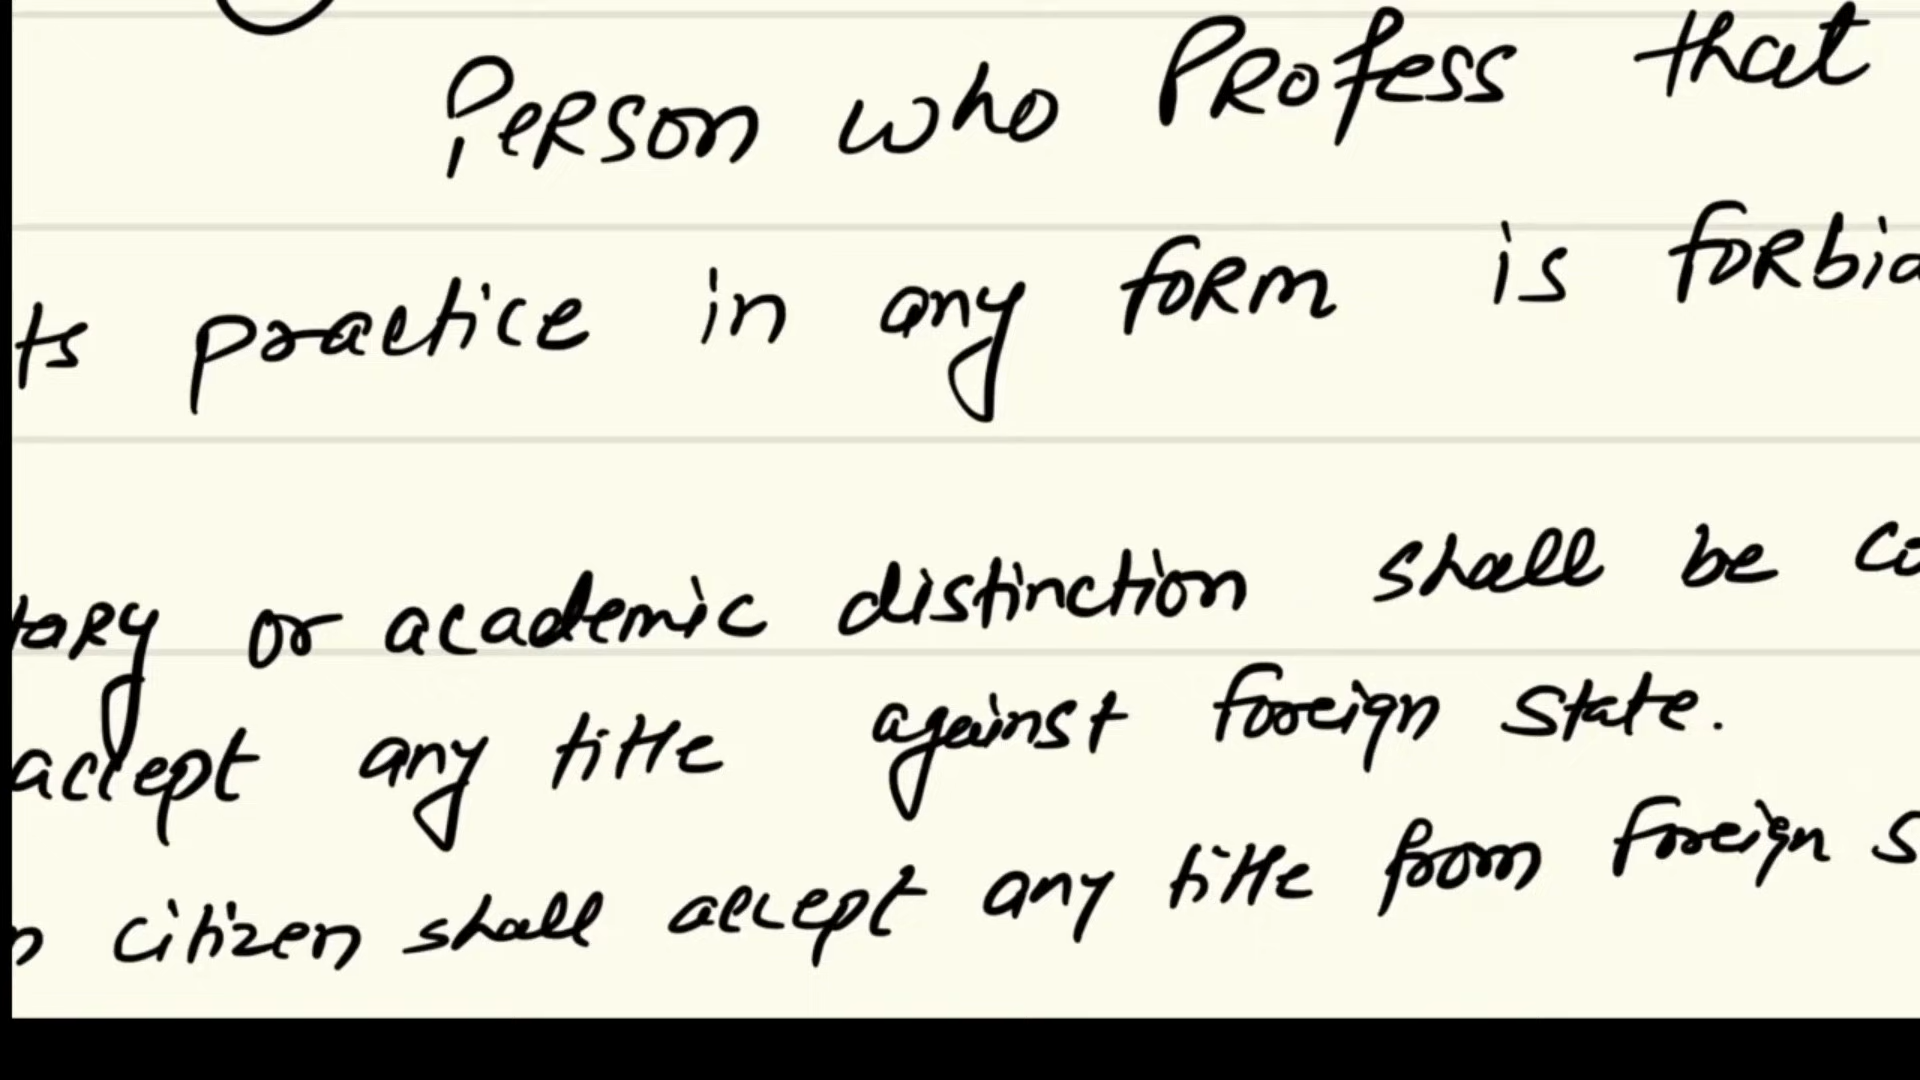 Person who Profess that
ts practice in any form is forbid
tary or academic distinction shall be co
accept any title against foreign state.
n citizen shall accept any title from foreign s